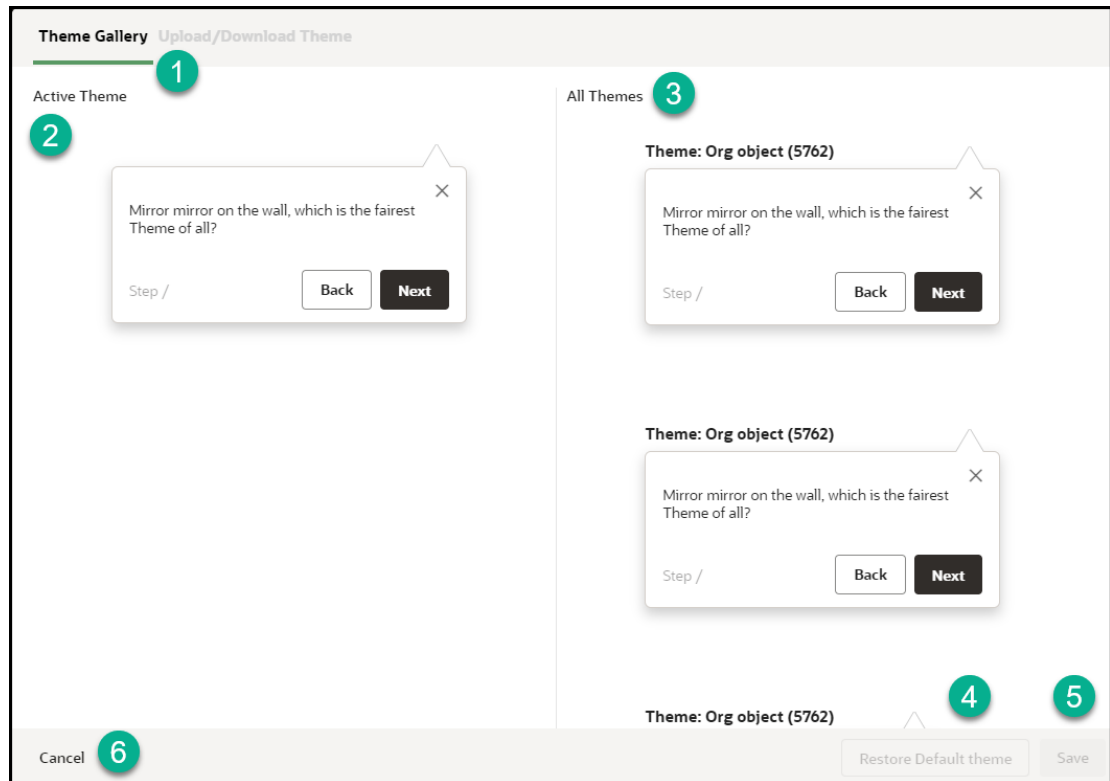 Theme Gallery Upload/Download Theme
1
Active Theme
2
Mirror mirror on the wall, which is the fairest
Theme of all?
Step /
Back
Next
All Themes
3
Theme: Org object (5762)
Mirror mirror on the wall, which is the fairest
Theme of all?
Step /
Back
Next
Theme: Org object (5762)
Mirror mirror on the wall, which is the fairest
Theme of all?
Step /
Back
Next
Theme: Org object (5762)
4
5
Cancel
6
Restore Default theme
Save